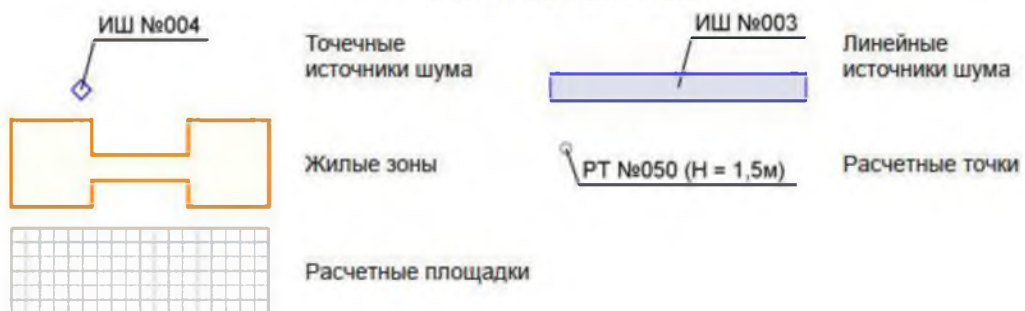 ИШ №004
Точечные
источники шума
ИШ №003
Линейные
источники шума
Жилые зоны
РТ №050 (Н = 1,5м)
Расчетные точки
Расчетные площадки